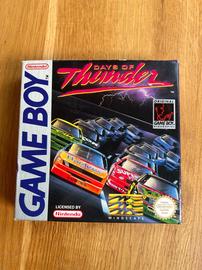 Nintendo
GAME BOY
DAYS OF
Thunder
ORIGINAL
GAME BOY
LICENSED BY
Nintendo
MINDSCAPE